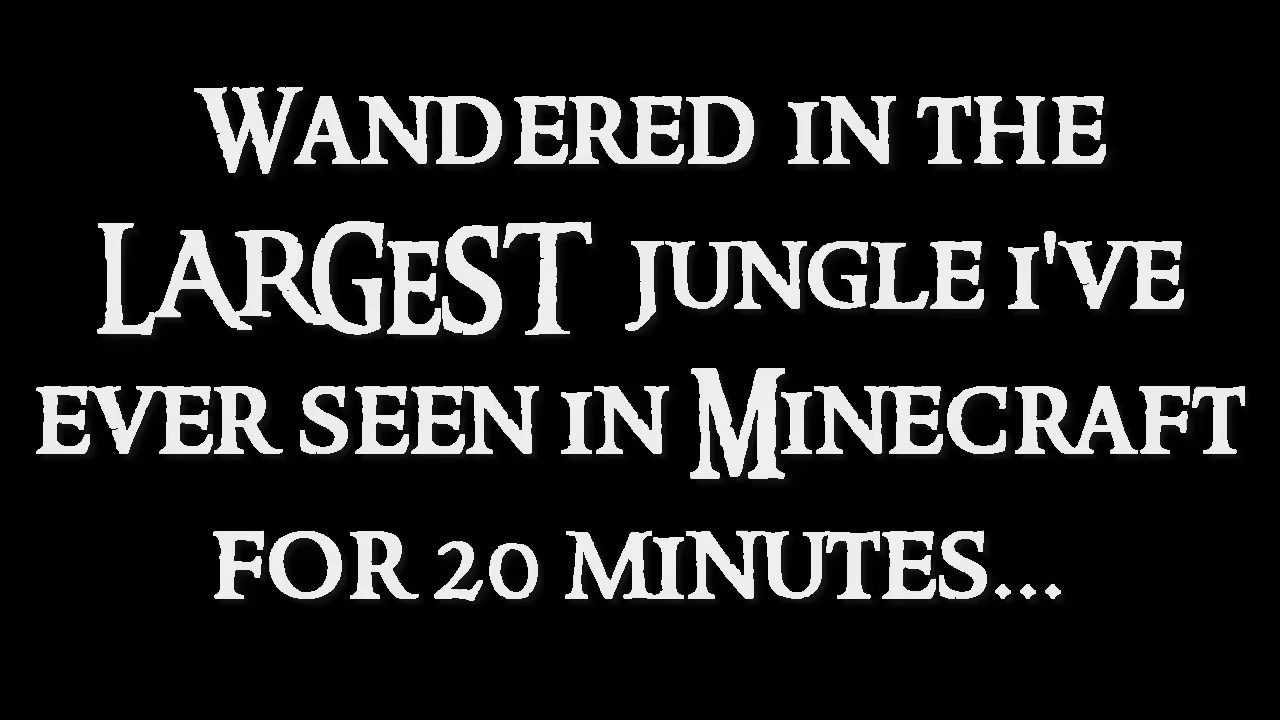 Wandered in the
LARGEST jungle I've
ever seen in Minecraft
for 20 minutes...